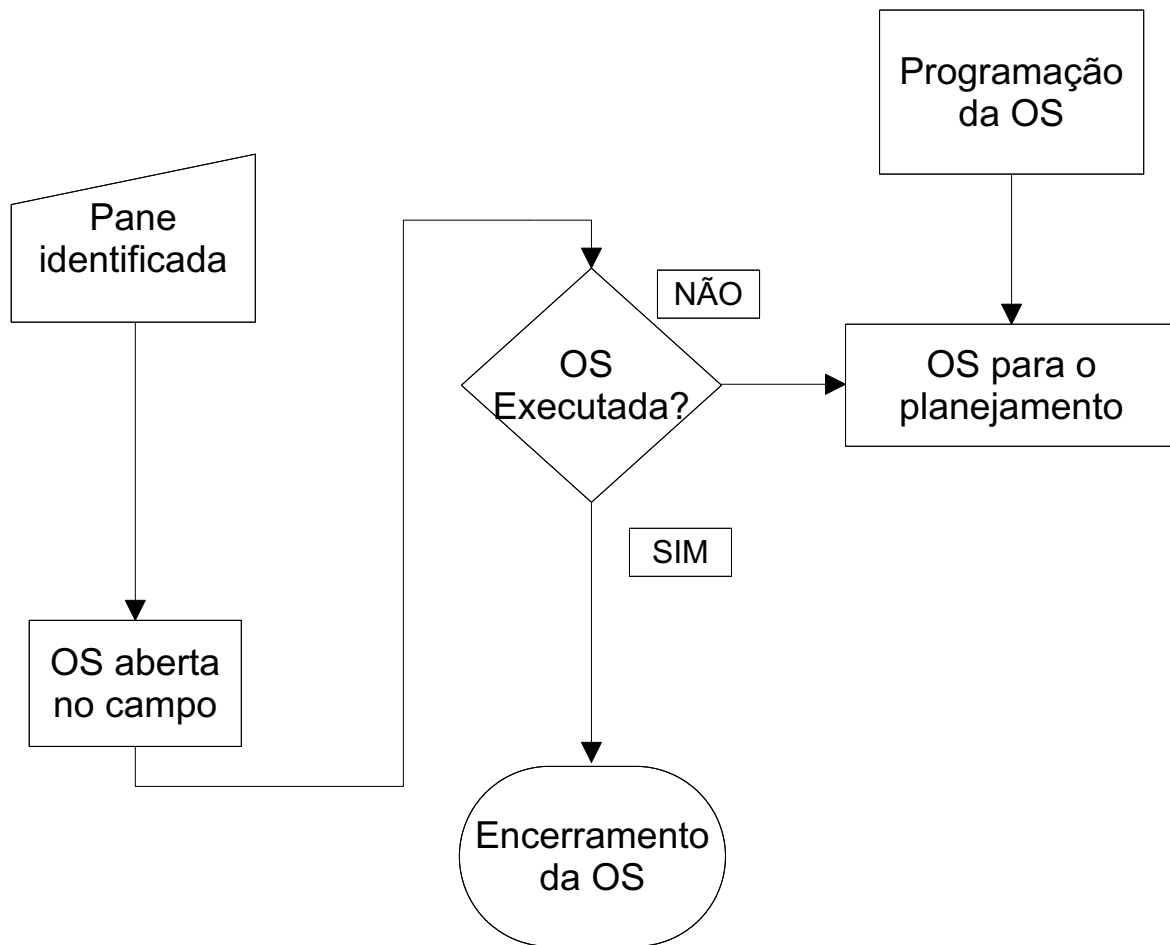 Programação
da OS
Pane
identificada
NÃO
OS
Executada?
OS para o
planejamento
SIM
OS aberta
no campo
Encerramento
da OS